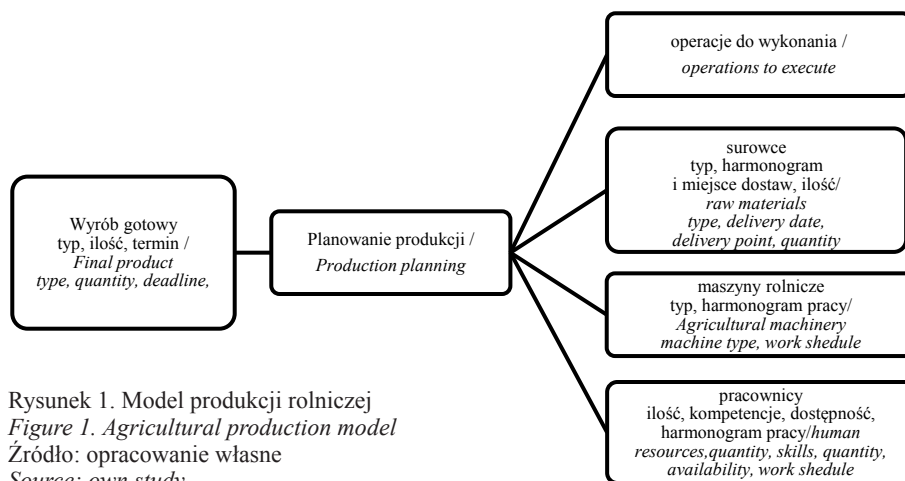 operacje do wykonania /
operations to execute
surowce
typ, harmonogram
i miejsce dostaw, ilość/
raw materials
type, delivery date,
delivery point, quantity
Wyrób gotowy
typ, ilość, termin /
Final product
type, quantity, deadline,
Planowanie produkcji /
Production planning
maszyny rolnicze
typ, harmonogram pracy/
Agricultural machinery
machine type, work shedule
pracownicy
ilość, kompetencje, dostępność,
harmonogram pracy/human
resources,quantity, skills, quantity,
availability, work shedule
Rysunek 1. Model produkcji rolniczej
Figure 1. Agricultural production model
Źródło: opracowanie własne
Source: own study